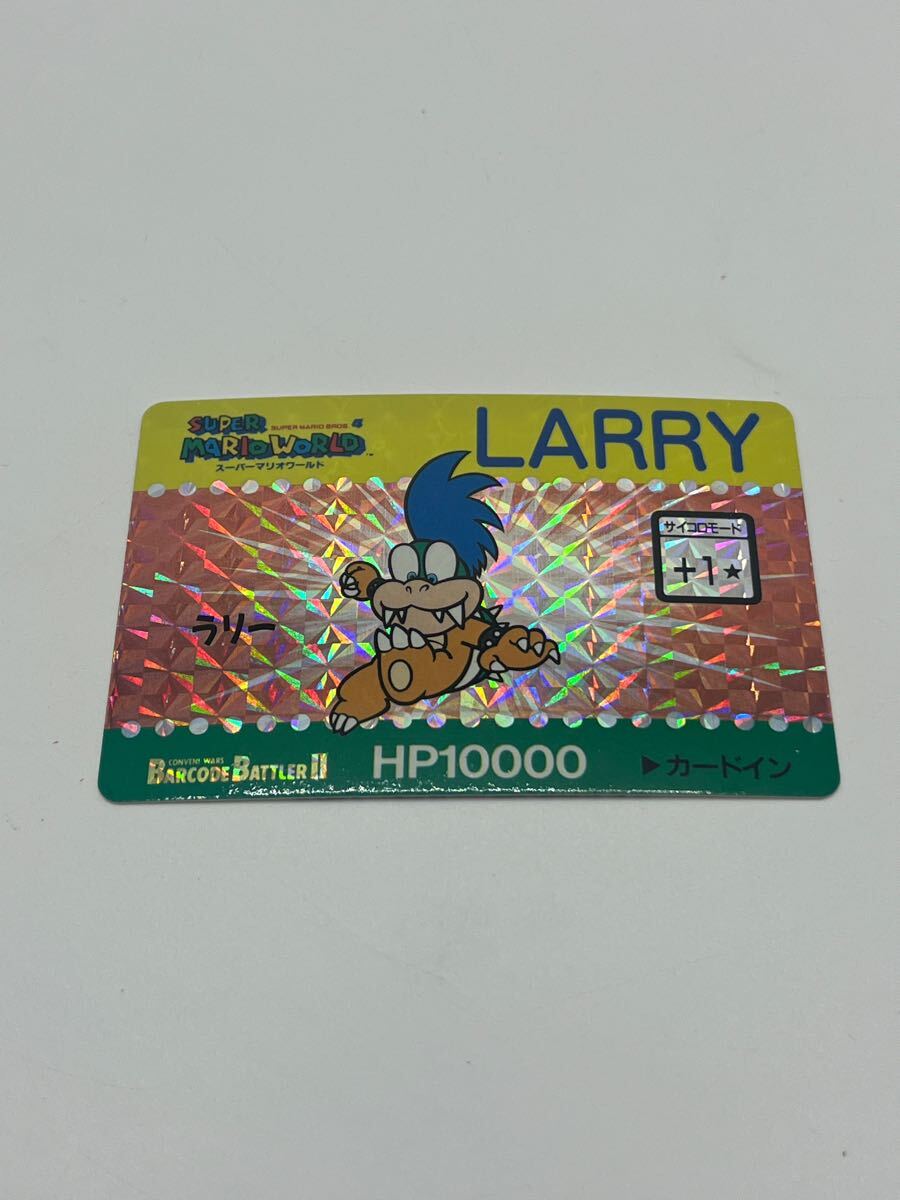 SUPER
SUPER MARIO BROS. 4
MARIO WORLD™
スーパーマリオワールド
LARRY
サイコロモード
+1★
ラリー
CONVENI WARS
BARCODE BATTLER II
HP10000
▶カードイン